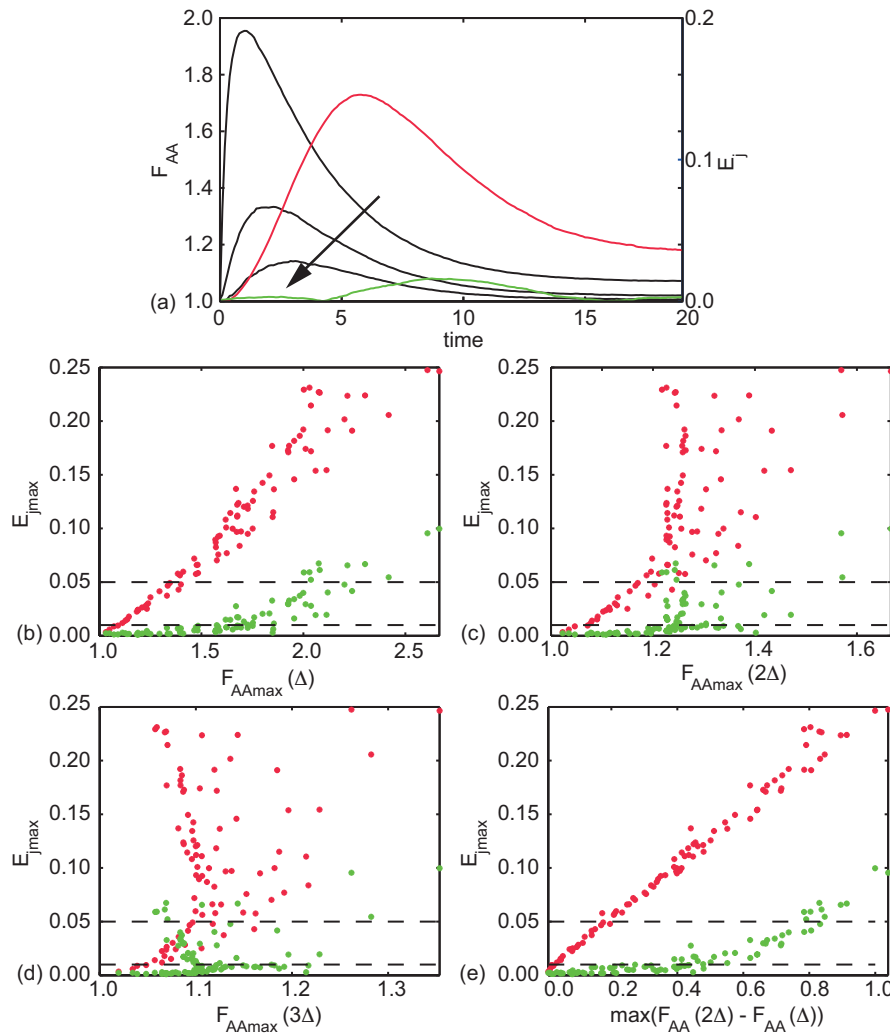 2.0 0.2
1.8
1.6
F_AA 0.1 E_j
1.4
1.2
(a) 1.0 0.0
0 5 10 15 20
time
0.25 0.25
0.20 0.20
0.15 0.15
E_jmax E_jmax
0.10 0.10
0.05 0.05
(b) 0.00 (c) 0.00
1.0 1.5 2.0 2.5 1.0 1.2 1.4 1.6
F_AAmax (Δ) F_AAmax (2Δ)
0.25 0.25
0.20 0.20
0.15 0.15
E_jmax E_jmax
0.10 0.10
0.05 0.05
(d) 0.00 (e) 0.00
1.0 1.1 1.2 1.3 0.0 0.2 0.4 0.6 0.8 1.0
F_AAmax (3Δ) max(F_AA (2Δ) - F_AA (Δ))